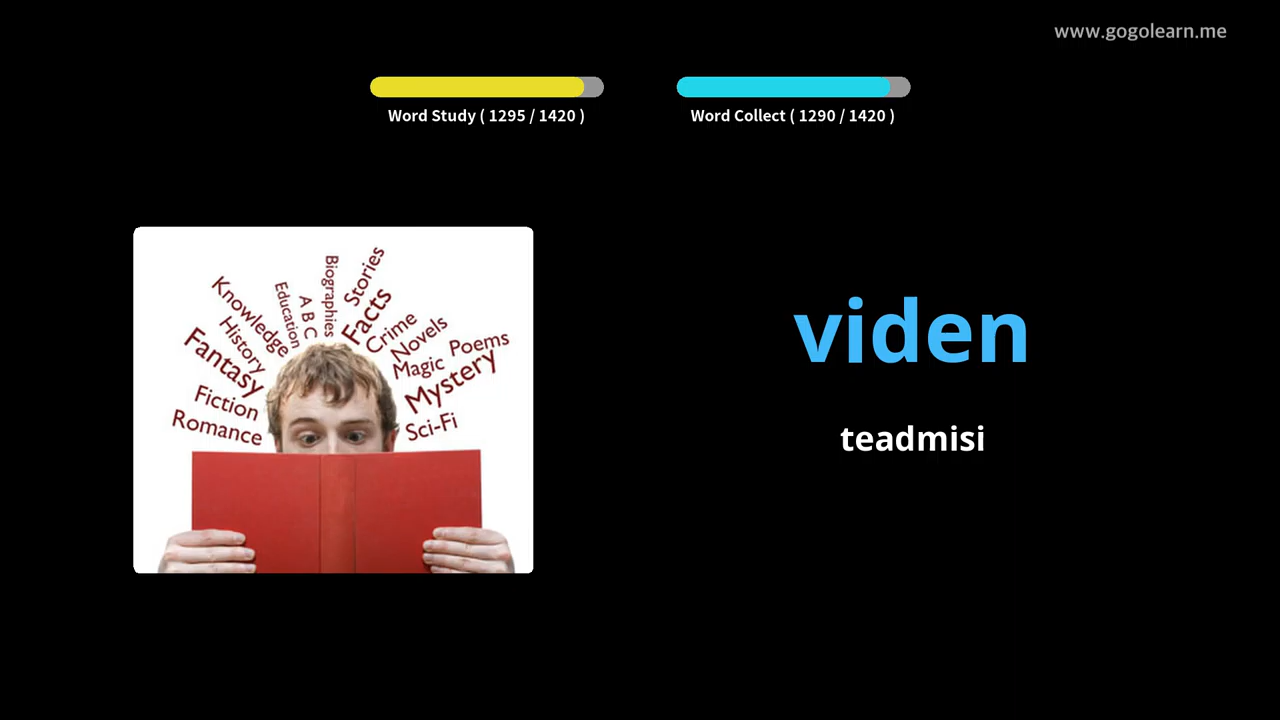 www.gogolearn.me
Word Study ( 1295 / 1420 )
Word Collect ( 1290 / 1420 )
Knowledge
Education
A B C
Biographies
Stories
Facts
History
Crime
Novels
Poems
Fantasy
Magic
Mystery
Fiction
Romance
Sci-Fi
viden
teadmisi